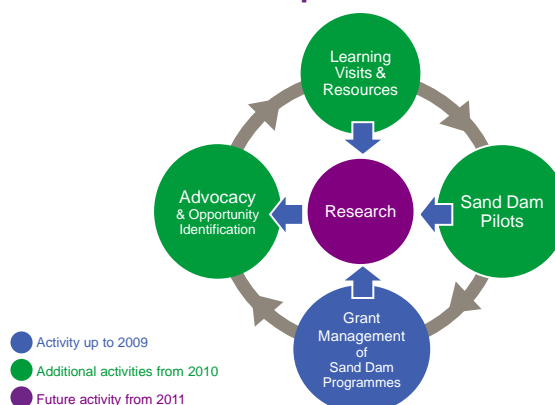 Learning
Visits &
Resources
Advocacy
& Opportunity
Identification
Research
Sand Dam
Pilots
Grant
Management
of
Sand Dam
Programmes
Activity up to 2009
Additional activities from 2010
Future activity from 2011